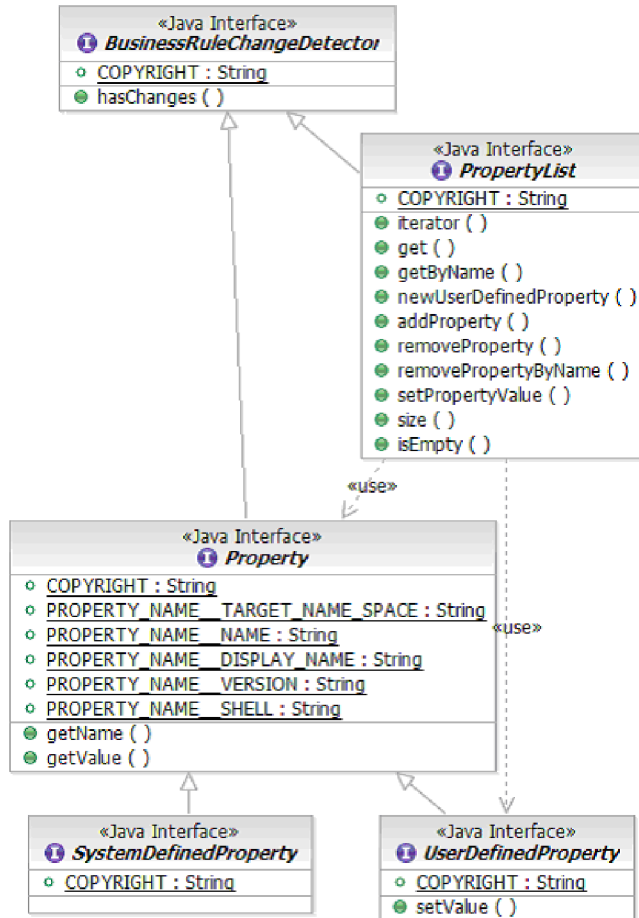 «Java Interface»
BusinessRuleChangeDetector
COPYRIGHT : String
hasChanges ( )
«Java Interface»
PropertyList
COPYRIGHT : String
iterator ( )
get ( )
getByName ( )
newUserDefinedProperty ( )
addProperty ( )
removeProperty ( )
removePropertyByName ( )
setPropertyValue ( )
size ( )
isEmpty ( )
«use»
«Java Interface»
Property
COPYRIGHT : String
PROPERTY_NAME__TARGET_NAME_SPACE : String
PROPERTY_NAME__NAME : String
PROPERTY_NAME__DISPLAY_NAME : String
PROPERTY_NAME__VERSION : String
PROPERTY_NAME__SHELL : String
getName ( )
getValue ( )
«use»
«Java Interface»
SystemDefinedProperty
COPYRIGHT : String
«Java Interface»
UserDefinedProperty
COPYRIGHT : String
setValue ( )